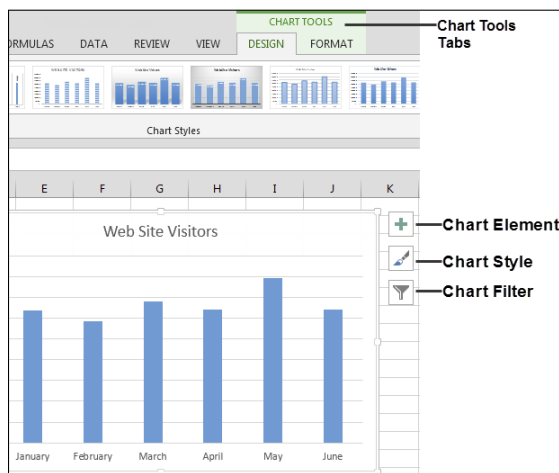 CHART TOOLS
Chart Tools
Tabs
ORMULAS DATA REVIEW VIEW DESIGN FORMAT
Chart Styles
E F G H I J K
Web Site Visitors
Chart Element
Chart Style
Chart Filter
January February March April May June